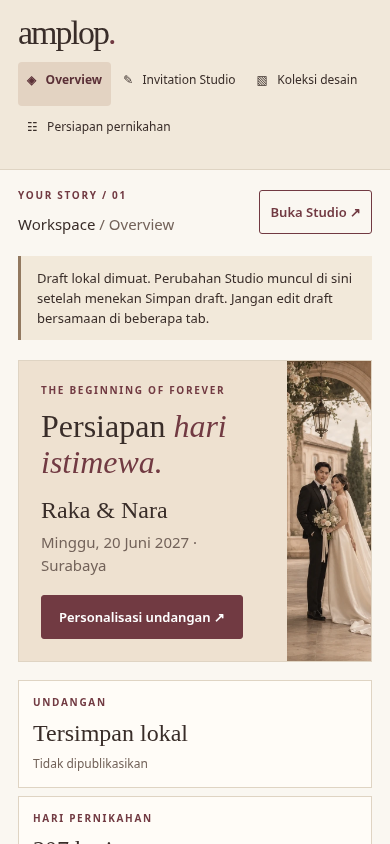 amplop.
◈ Overview
✎ Invitation Studio
▧ Koleksi desain
☷ Persiapan pernikahan
YOUR STORY / 01
Workspace / Overview
Buka Studio ↗
Draft lokal dimuat. Perubahan Studio muncul di sini
setelah menekan Simpan draft. Jangan edit draft
bersamaan di beberapa tab.
THE BEGINNING OF FOREVER
Persiapan hari
istimewa.
Raka & Nara
Minggu, 20 Juni 2027 ·
Surabaya
Personalisasi undangan ↗
UNDANGAN
Tersimpan lokal
Tidak dipublikasikan
HARI PERNIKAHAN